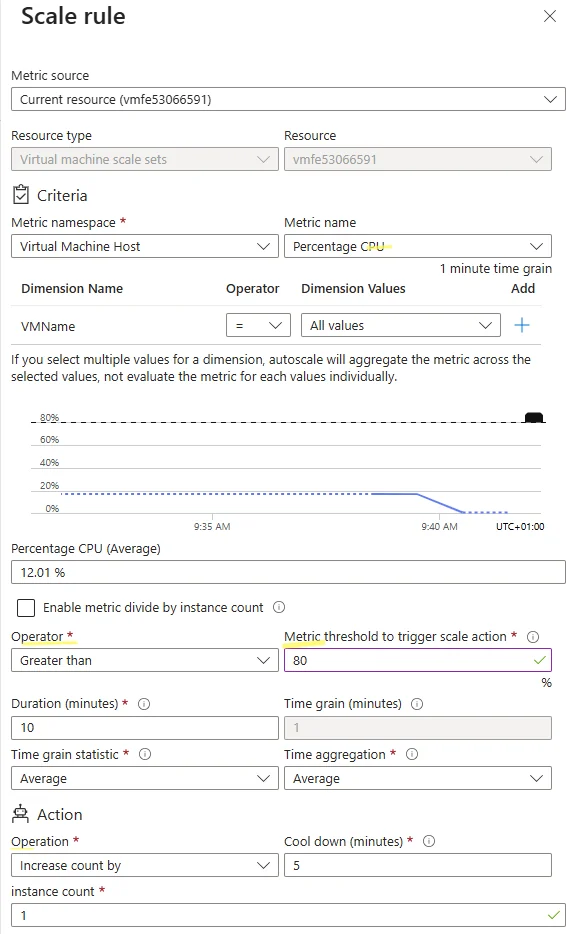 Scale rule
Metric source
Current resource (vmfe53066591)
Resource type
Resource
Virtual machine scale sets
vmfe53066591
Criteria
Metric namespace *
Metric name
Virtual Machine Host
Percentage CPU
1 minute time grain
Dimension Name Operator Dimension Values Add
VMName = All values
If you select multiple values for a dimension, autoscale will aggregate the metric across the
selected values, not evaluate the metric for each values individually.
80%
60%
40%
20%
0%
9:35 AM 9:40 AM UTC+01:00
Percentage CPU (Average)
12.01 %
Enable metric divide by instance count
Operator *
Metric threshold to trigger scale action *
Greater than
80
%
Duration (minutes) *
Time grain (minutes)
10
1
Time grain statistic *
Time aggregation *
Average
Average
Action
Operation *
Cool down (minutes) *
Increase count by
5
instance count *
1